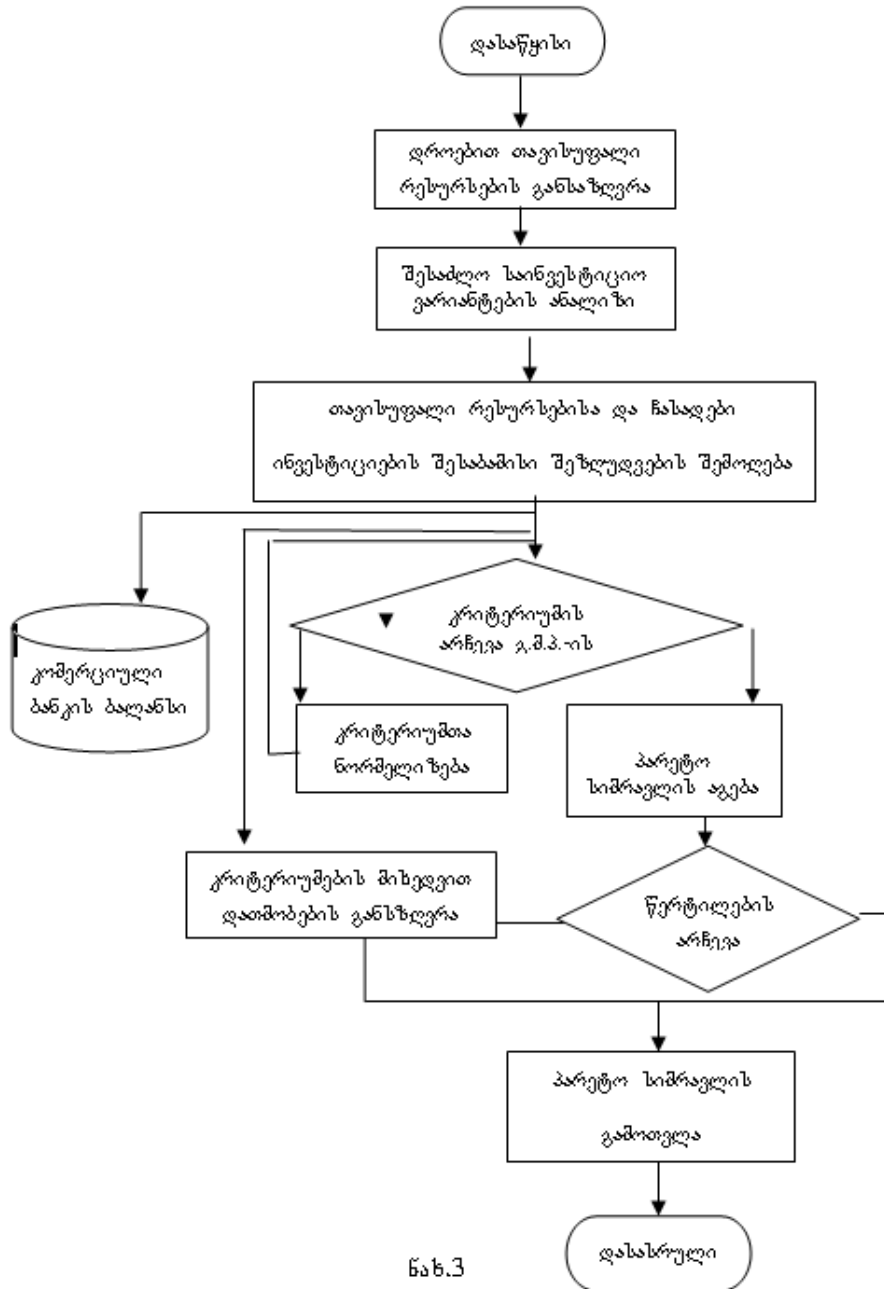 დასაწყისი
დროებით თავისუფალი
რესურსების განსაზღვრა
შესაძლო საინვესტიციო
ვარიანტების ანალიზი
თავისუფალი რესურსებისა და ჩასადები
ინვესტიციების შესაბამისი შეზღუდვების შემოღება
კრიტერიუმის
არჩევა გ.მ.პ.-ის
კომერციული
ბანკის ბალანსი
კრიტერიუმთა
ნორმელიზება
პარეტო
სიმრავლის აგება
კრიტერიუმების მიხედვით
დათმობების განსზღვრა
წერტილების
არჩევა
პარეტო სიმრავლის
გამოთვლა
დასასრული
ნახ.3